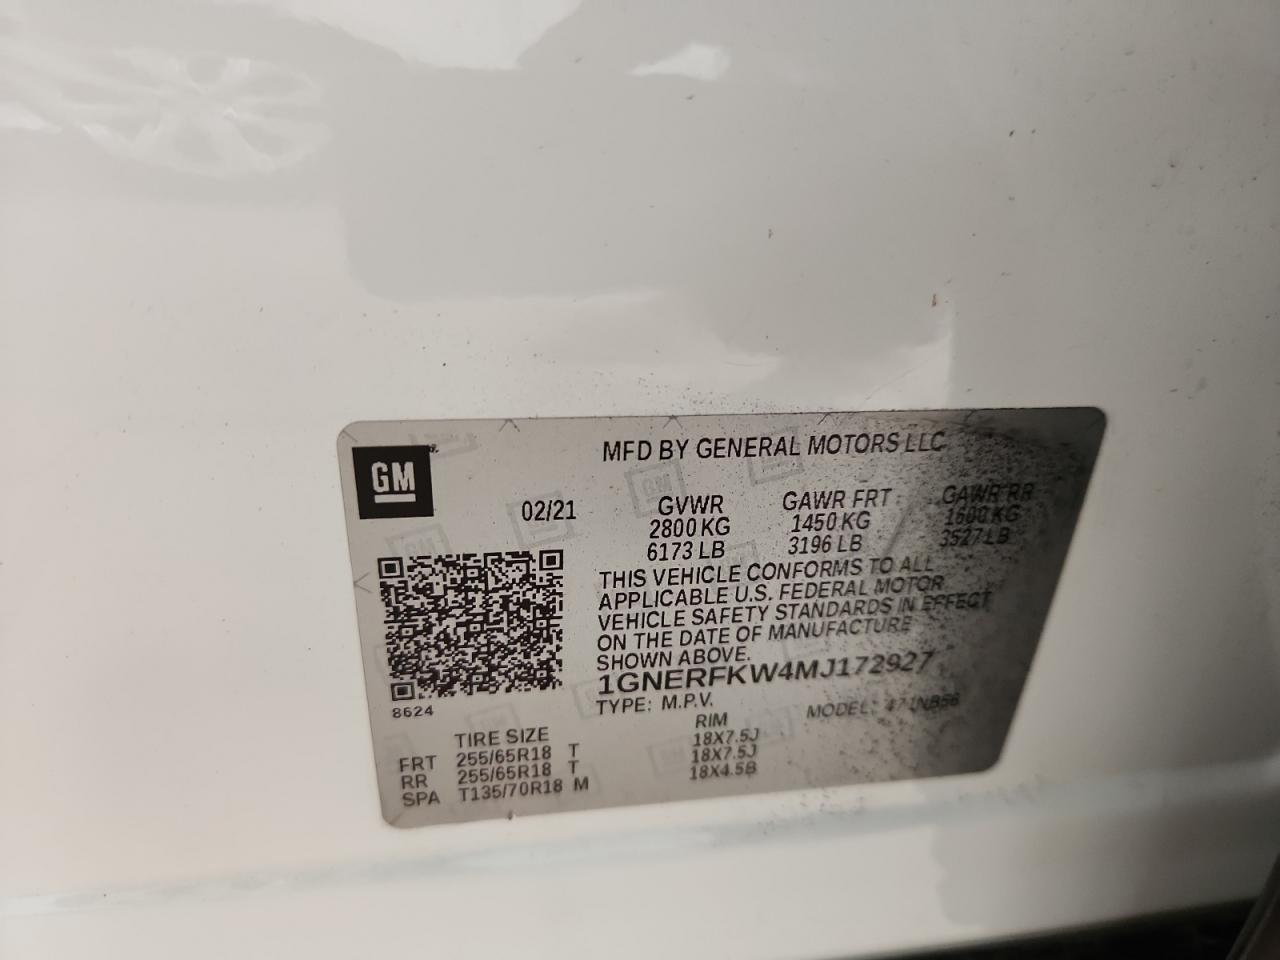 GM
MFD BY GENERAL MOTORS LLC
02/21 GVWR GAWR FRT GAWR RR
2800 KG 1450 KG 1600 KG
6173 LB 3196 LB 3527 LB
THIS VEHICLE CONFORMS TO ALL
APPLICABLE U.S. FEDERAL MOTOR
VEHICLE SAFETY STANDARDS IN EFFECT
ON THE DATE OF MANUFACTURE
SHOWN ABOVE.
1GNERFKW4MJ172927
TYPE: M.P.V. MODEL:
8624
TIRE SIZE RIM
FRT 255/65R18 T 18X7.5J
RR 255/65R18 T 18X7.5J
SPA T135/70R18 M 18X4.5B